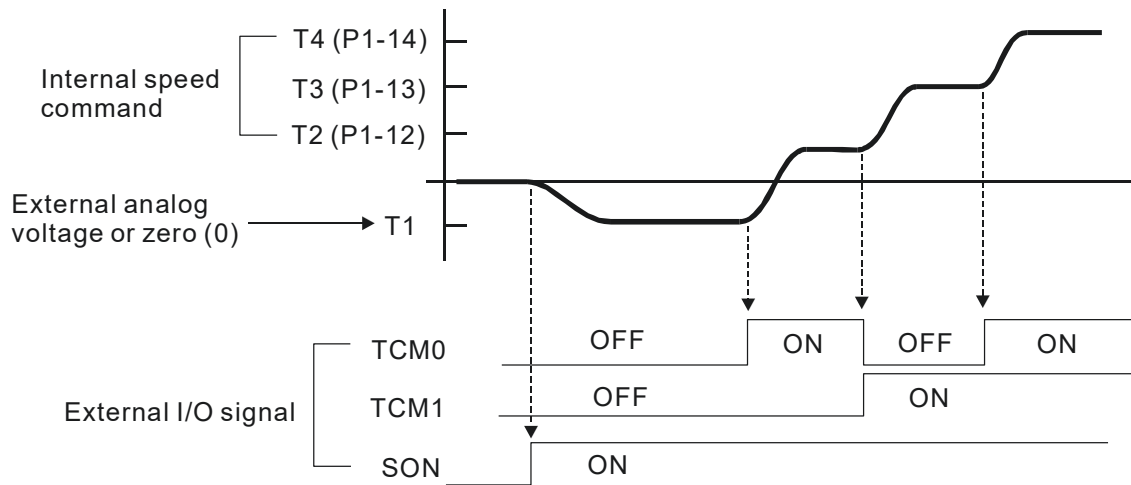 T4 (P1-14)
Internal speed
command
T3 (P1-13)
T2 (P1-12)
External analog
voltage or zero (0)
T1
TCM0
OFF
ON
OFF
ON
External I/O signal
TCM1
OFF
ON
SON
ON